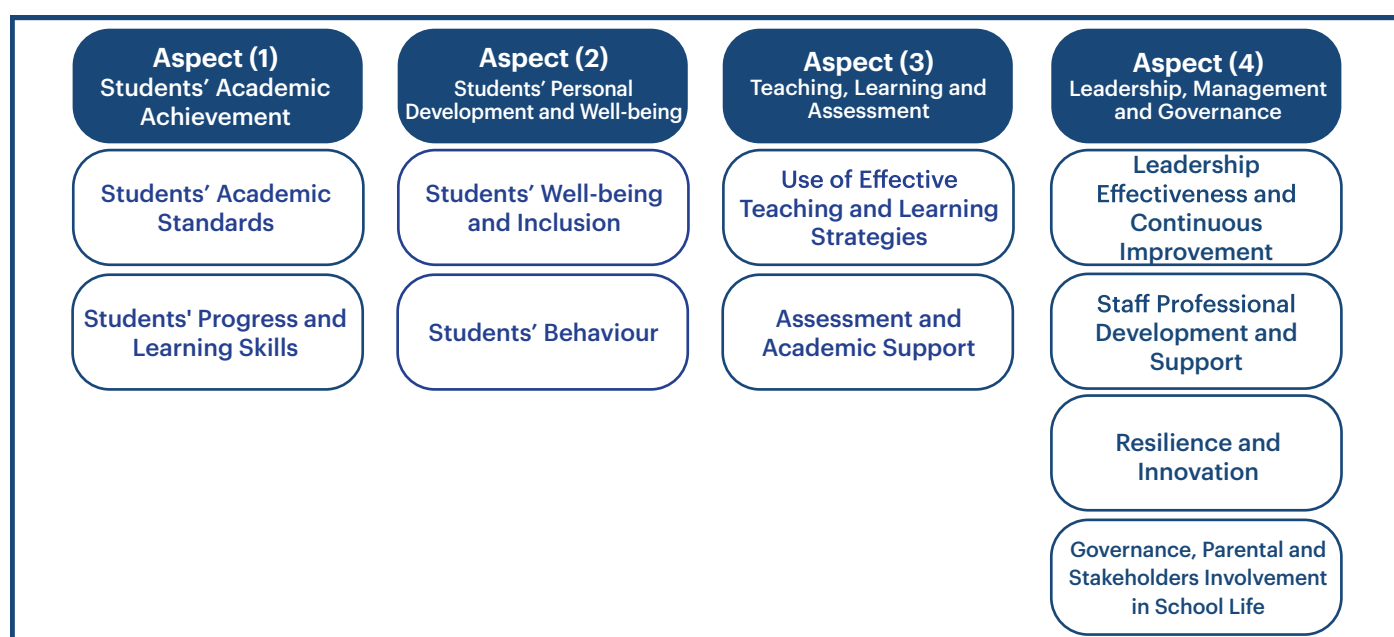 Aspect (1)
Students’ Academic
Achievement
Students’ Academic
Standards
Students' Progress and
Learning Skills
Aspect (2)
Students’ Personal
Development and Well-being
Students’ Well-being
and Inclusion
Students’ Behaviour
Aspect (3)
Teaching, Learning and
Assessment
Use of Effective
Teaching and Learning
Strategies
Assessment and
Academic Support
Aspect (4)
Leadership, Management
and Governance
Leadership
Effectiveness and
Continuous
Improvement
Staff Professional
Development and
Support
Resilience and
Innovation
Governance, Parental and
Stakeholders Involvement
in School Life